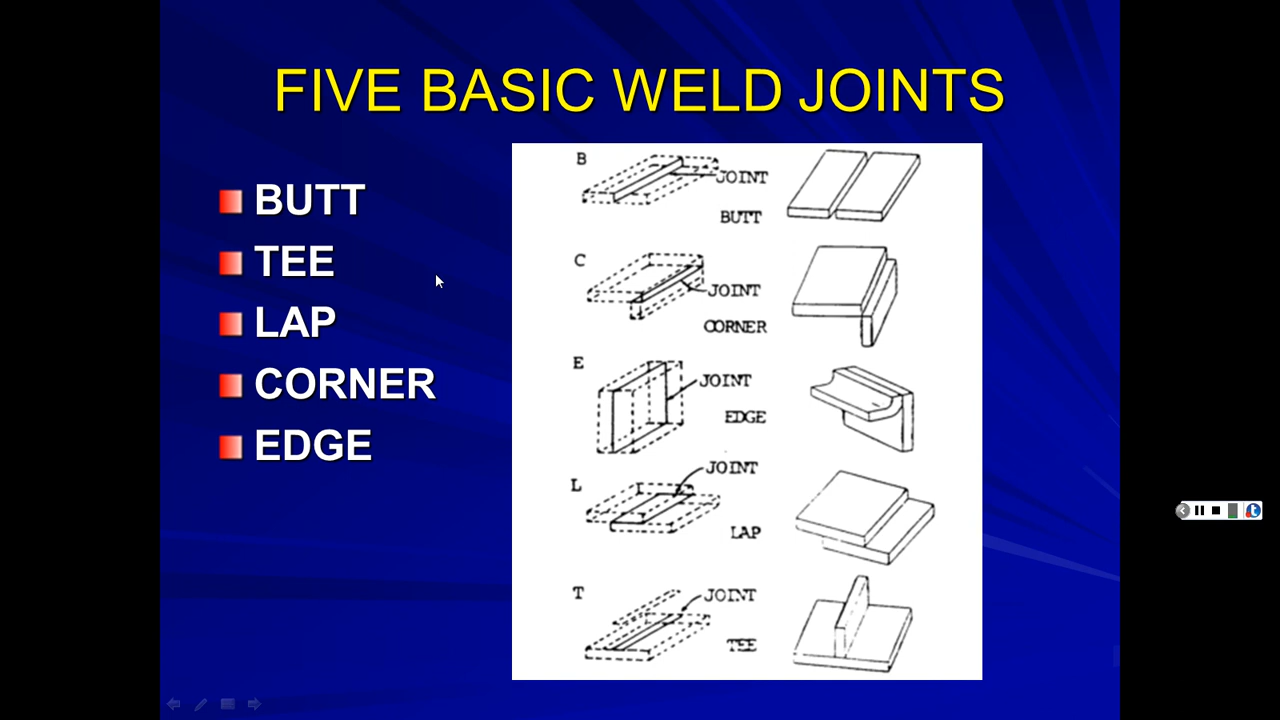 FIVE BASIC WELD JOINTS
BUTT
TEE
LAP
CORNER
EDGE
B
JOINT
BUTT
C
JOINT
CORNER
E
JOINT
EDGE
JOINT
L
LAP
T
JOINT
TEE
t